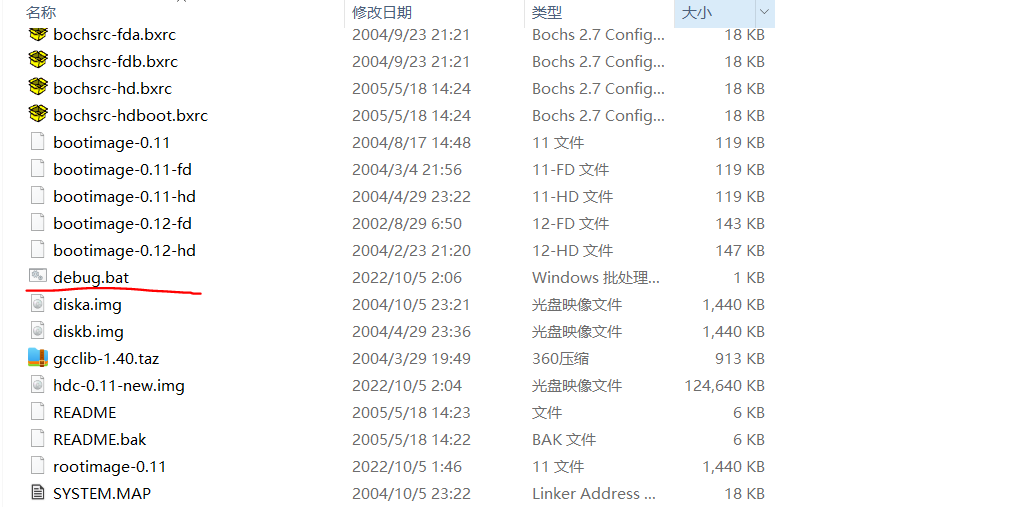 名称 修改日期 类型 大小
bochsrc-fda.bxrc 2004/9/23 21:21 Bochs 2.7 Config... 18 KB
bochsrc-fdb.bxrc 2004/9/23 21:21 Bochs 2.7 Config... 18 KB
bochsrc-hd.bxrc 2005/5/18 14:24 Bochs 2.7 Config... 18 KB
bochsrc-hdboot.bxrc 2005/5/18 14:24 Bochs 2.7 Config... 18 KB
bootimage-0.11 2004/8/17 14:48 11 文件 119 KB
bootimage-0.11-fd 2004/3/4 21:56 11-FD 文件 119 KB
bootimage-0.11-hd 2004/4/29 23:22 11-HD 文件 119 KB
bootimage-0.12-fd 2002/8/29 6:50 12-FD 文件 143 KB
bootimage-0.12-hd 2004/2/23 21:20 12-HD 文件 147 KB
debug.bat 2022/10/5 2:06 Windows 批处理... 1 KB
diska.img 2004/10/5 23:21 光盘映像文件 1,440 KB
diskb.img 2004/4/29 23:36 光盘映像文件 1,440 KB
gcclib-1.40.taz 2004/3/29 19:49 360压缩 913 KB
hdc-0.11-new.img 2022/10/5 2:04 光盘映像文件 124,640 KB
README 2005/5/18 14:23 文件 6 KB
README.bak 2005/5/18 14:22 BAK 文件 6 KB
rootimage-0.11 2022/10/5 1:46 11 文件 1,440 KB
SYSTEM.MAP 2004/10/5 23:22 Linker Address ... 18 KB